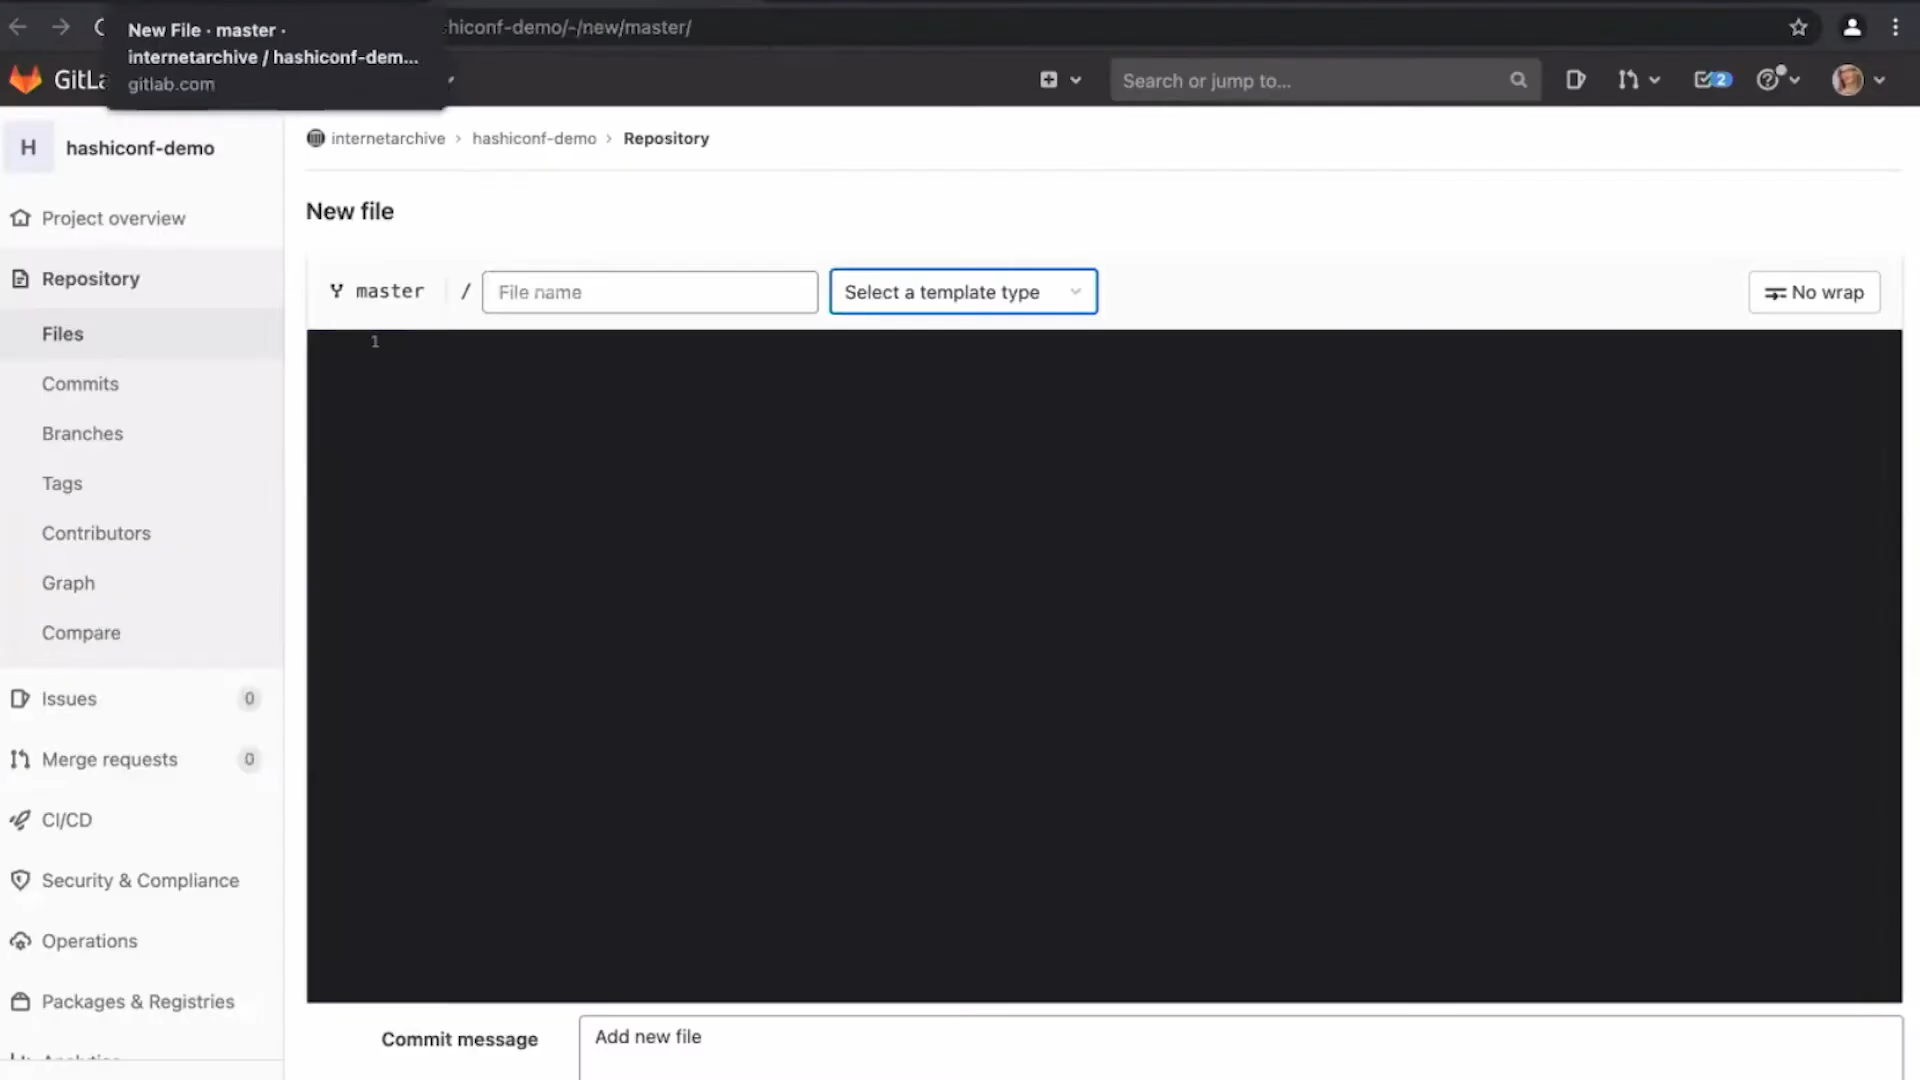 New File · master ·
internetarchive / hashiconf-dem...
gitlab.com
hiconf-demo/-/new/master/
GitLa
Search or jump to...
2
H hashiconf-demo
internetarchive > hashiconf-demo > Repository
Project overview
New file
Repository
master / File name Select a template type No wrap
1
Files
Commits
Branches
Tags
Contributors
Graph
Compare
Issues 0
Merge requests 0
CI/CD
Security & Compliance
Operations
Packages & Registries
Commit message Add new file